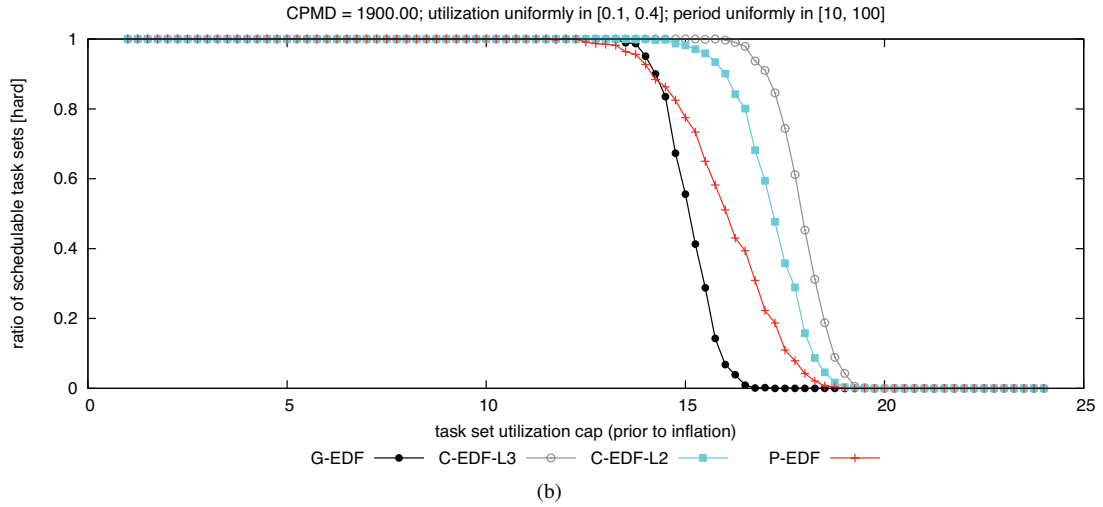 CPMD = 1900.00; utilization uniformly in [0.1, 0.4]; period uniformly in [10, 100]
ratio of schedulable task sets [hard]
1
0.8
0.6
0.4
0.2
0
0 5 10 15 20 25
task set utilization cap (prior to inflation)
G-EDF C-EDF-L3 C-EDF-L2 P-EDF
(b)